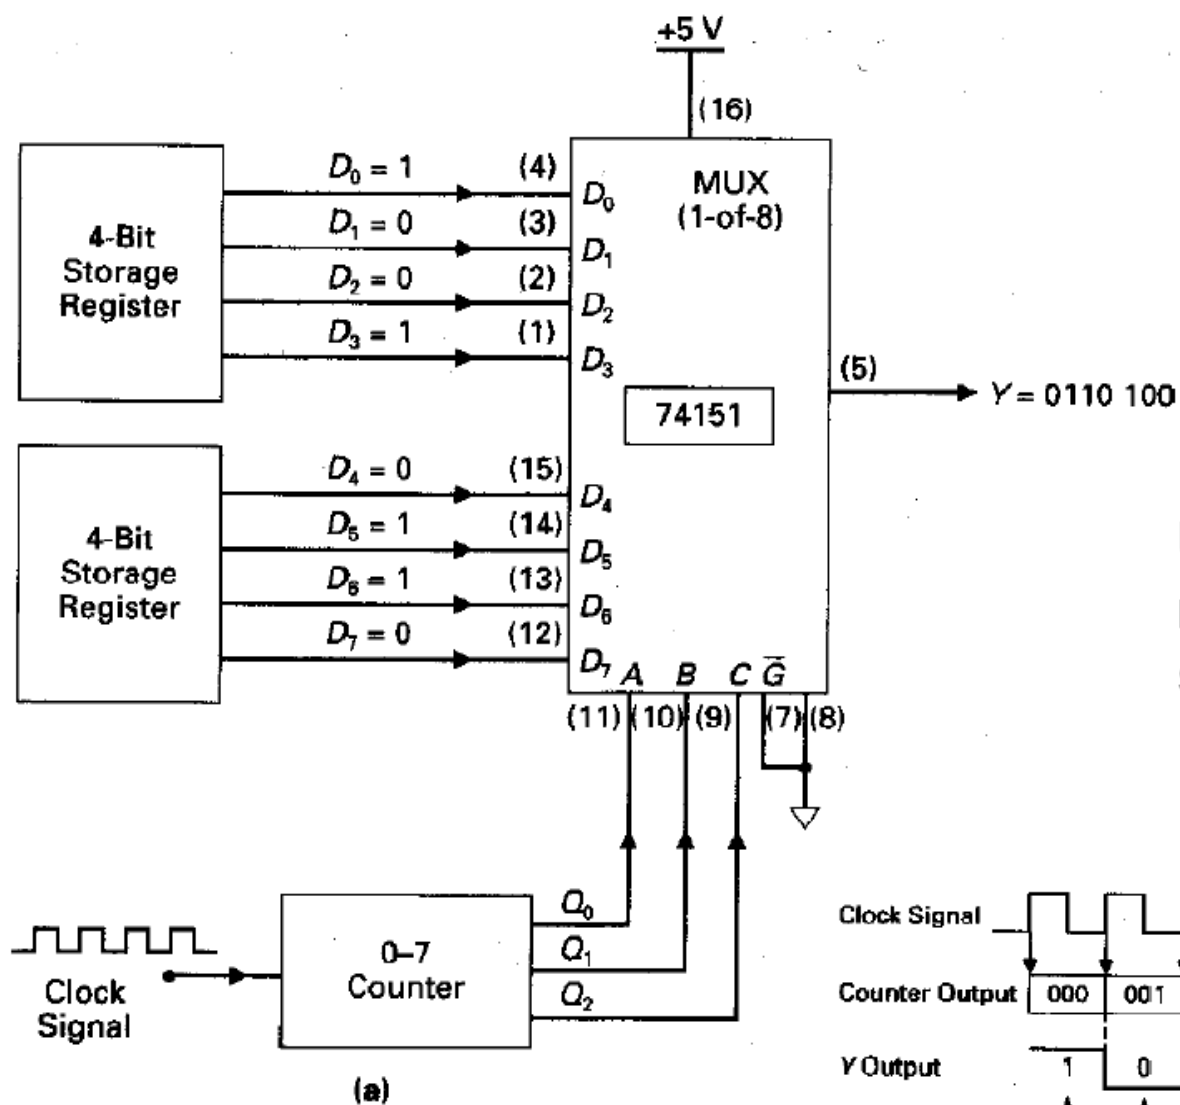 +5 V
(16)
MUX
(1-of-8)
4-Bit
Storage
Register
D₀ = 1
(4)
D₀
D₁ = 0
(3)
D₁
D₂ = 0
(2)
D₂
D₃ = 1
(1)
D₃
74151
(5)
Y = 0110 100
4-Bit
Storage
Register
D₄ = 0
(15)
D₄
D₅ = 1
(14)
D₅
D₆ = 1
(13)
D₆
D₇ = 0
(12)
D₇
A B C G̅
(11) (10) (9) (7) (8)
Clock
Signal
0–7
Counter
Q₀
Q₁
Q₂
(a)
Clock Signal
Counter Output 000 001
Y Output 1 0